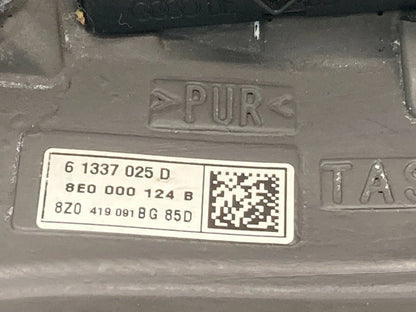 >PUR<
6 1337 025 D
8E0 000 124 B
8Z0 419 091 BG 85D
TAS